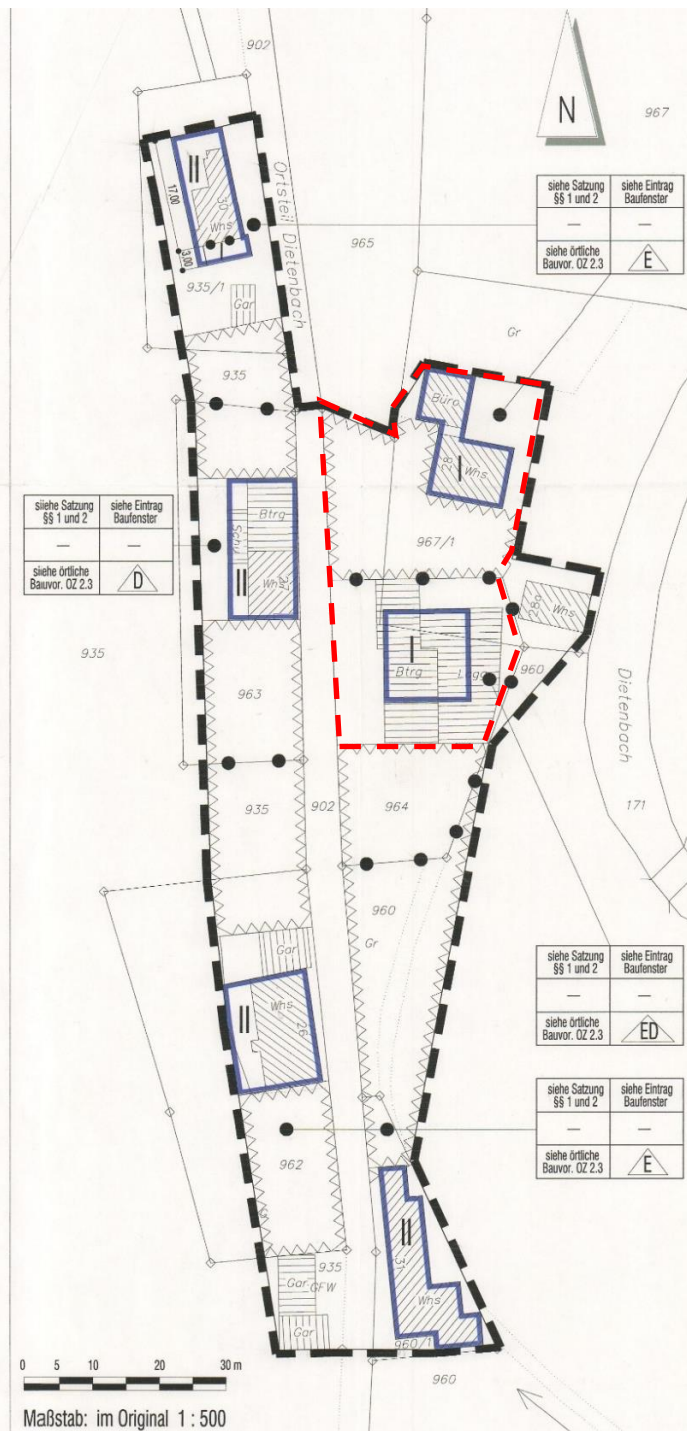 902
N
967
siehe Satzung §§ 1 und 2
siehe Eintrag Baufenster
—
—
siehe örtliche Bauvor. OZ 2.3
E
II
17,00
30
Whs
I
3,00
Ortsteil Dietenbach
965
935/1
Gar
Gr
935
Büro
28
I
Whs
siiehe Satzung §§ 1 und 2
siehe Eintrag Baufenster
—
—
siehe örtliche Bauvor. OZ 2.3
D
Btrg
II
Whs
27
967/1
28a
Whs
I
Btrg
960
935
963
Dietenbach
171
935
902
964
960
Gr
Gar
II
Whs
26
siehe Satzung §§ 1 und 2
siehe Eintrag Baufenster
—
—
siehe örtliche Bauvor. OZ 2.3
ED
siehe Satzung §§ 1 und 2
siehe Eintrag Baufenster
—
—
siehe örtliche Bauvor. OZ 2.3
E
962
II
31
Whs
935
Gar
GFW
Gar
960/1
960
0 5 10 20 30 m
Maßstab: im Original 1 : 500